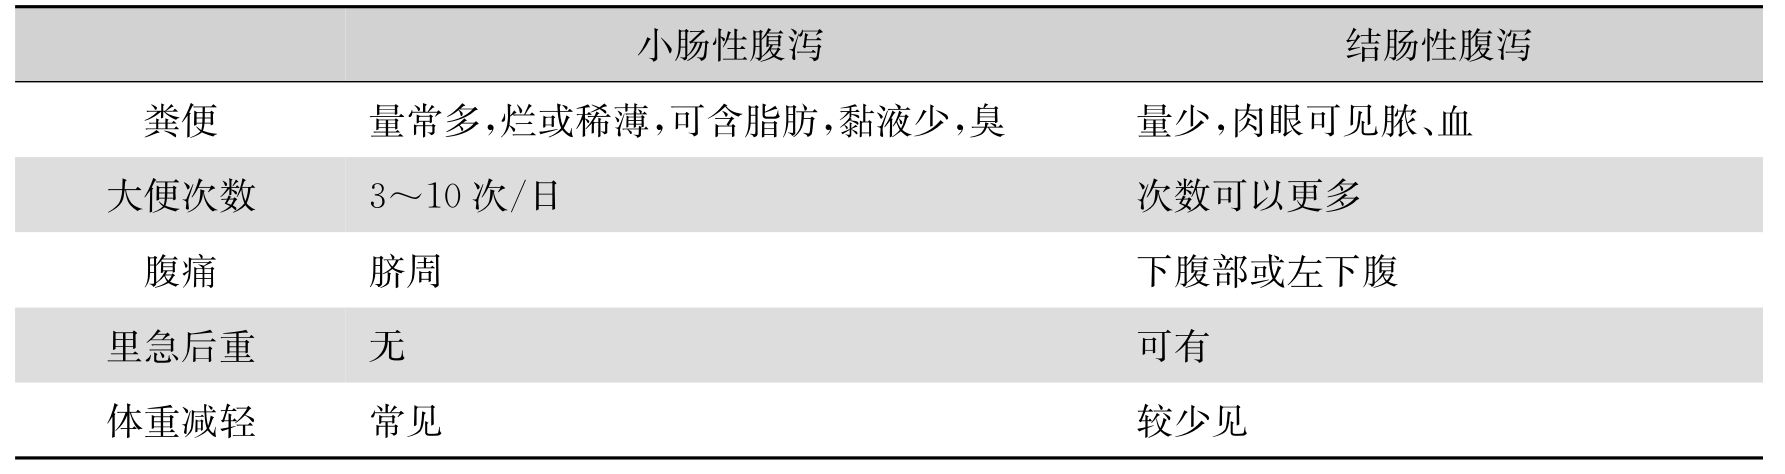 小肠性腹泻 结肠性腹泻
粪便 量常多,烂或稀薄,可含脂肪,黏液少,臭 量少,肉眼可见脓、血
大便次数 3～10 次/日 次数可以更多
腹痛 脐周 下腹部或左下腹
里急后重 无 可有
体重减轻 常见 较少见